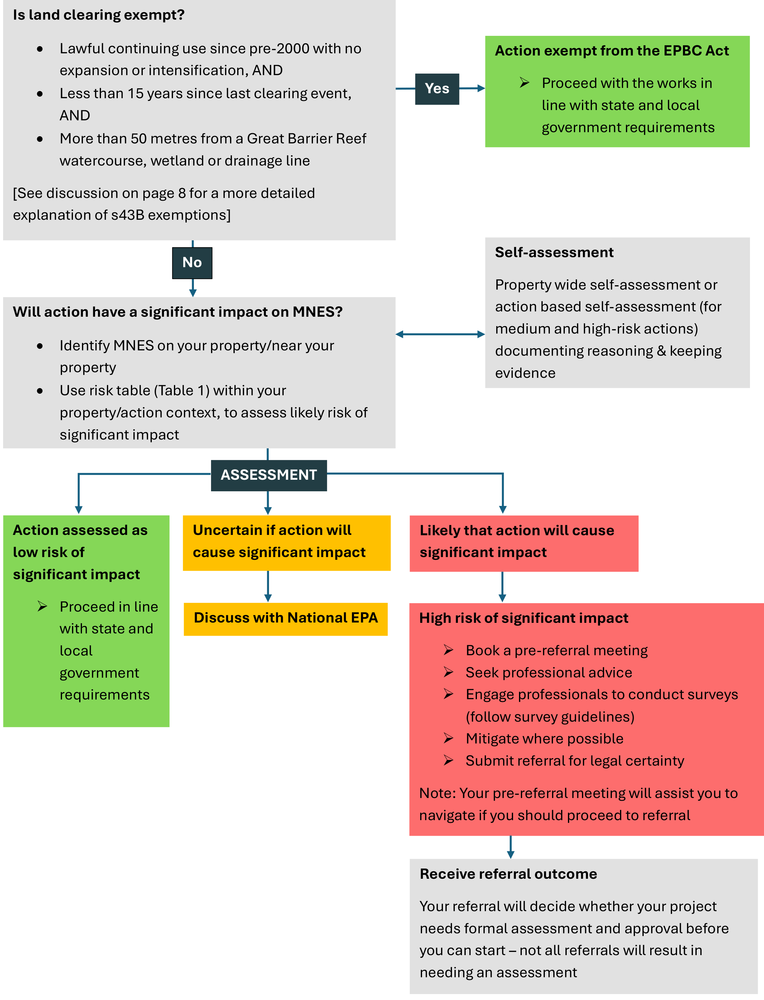 Is land clearing exempt?
● Lawful continuing use since pre-2000 with no
expansion or intensification, AND
● Less than 15 years since last clearing event,
AND
● More than 50 metres from a Great Barrier Reef
watercourse, wetland or drainage line
[See discussion on page 8 for a more detailed
explanation of s43B exemptions]
Yes
Action exempt from the EPBC Act
➢ Proceed with the works in
line with state and local
government requirements
No
Will action have a significant impact on MNES?
● Identify MNES on your property/near your
property
● Use risk table (Table 1) within your
property/action context, to assess likely risk of
significant impact
Self-assessment
Property wide self-assessment or
action based self-assessment (for
medium and high-risk actions)
documenting reasoning & keeping
evidence
ASSESSMENT
Action assessed as
low risk of
significant impact
➢ Proceed in line
with state and
local
government
requirements
Uncertain if action will
cause significant impact
Discuss with National EPA
Likely that action will cause
significant impact
High risk of significant impact
➢ Book a pre-referral meeting
➢ Seek professional advice
➢ Engage professionals to conduct surveys
(follow survey guidelines)
➢ Mitigate where possible
➢ Submit referral for legal certainty
Note: Your pre-referral meeting will assist you to
navigate if you should proceed to referral
Receive referral outcome
Your referral will decide whether your project
needs formal assessment and approval before
you can start – not all referrals will result in
needing an assessment